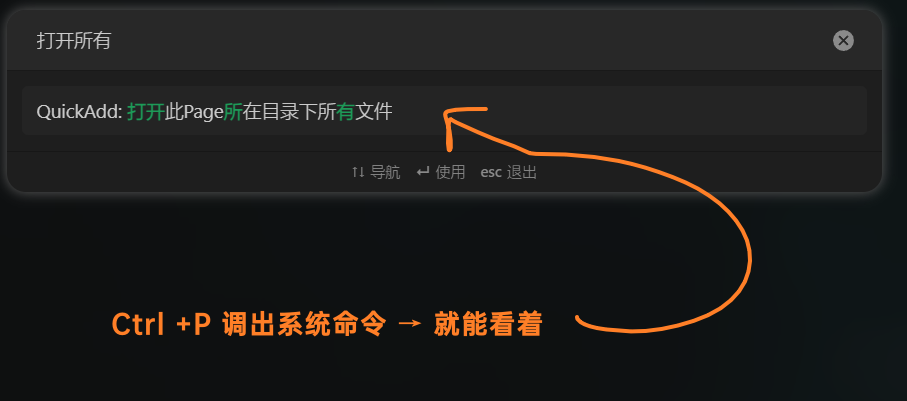 打开所有
QuickAdd: 打开此Page所在目录下所有文件
↑↓ 导航 ↵ 使用 esc 退出
Ctrl +P 调出系统命令 → 就能看着